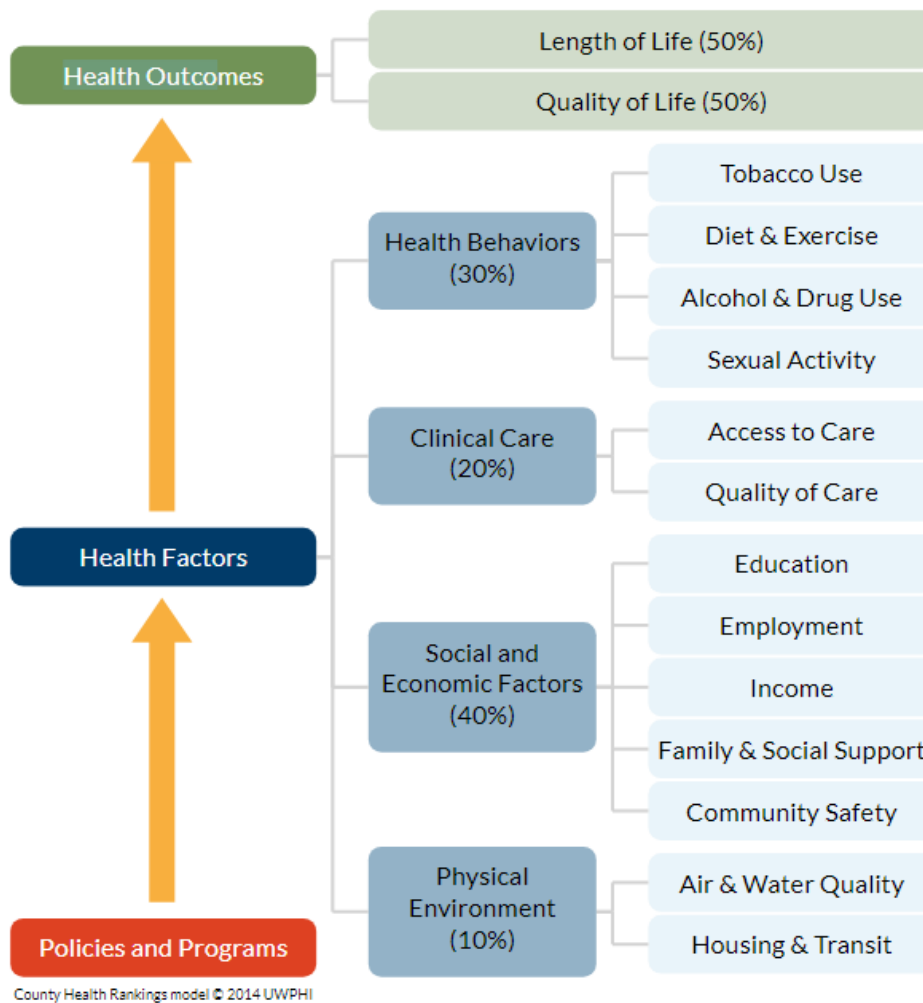 Health Outcomes
Length of Life (50%)
Quality of Life (50%)
Health Behaviors
(30%)
Tobacco Use
Diet & Exercise
Alcohol & Drug Use
Sexual Activity
Clinical Care
(20%)
Access to Care
Quality of Care
Health Factors
Social and
Economic Factors
(40%)
Education
Employment
Income
Family & Social Support
Community Safety
Physical
Environment
(10%)
Air & Water Quality
Housing & Transit
Policies and Programs
County Health Rankings model © 2014 UWPHI